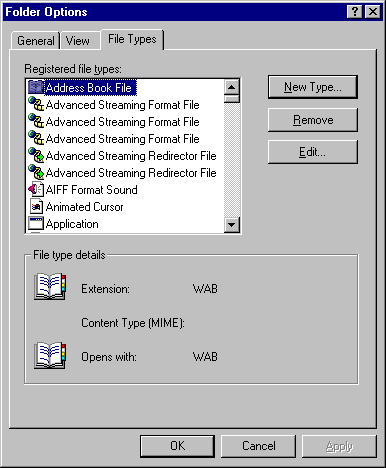 Folder Options
General View File Types
Registered file types:
Address Book File
Advanced Streaming Format File
Advanced Streaming Format File
Advanced Streaming Format File
Advanced Streaming Redirector File
Advanced Streaming Redirector File
AIFF Format Sound
Animated Cursor
Application
New Type...
Remove
Edit...
File type details
Extension: WAB
Content Type (MIME):
Opens with: WAB
OK Cancel Apply